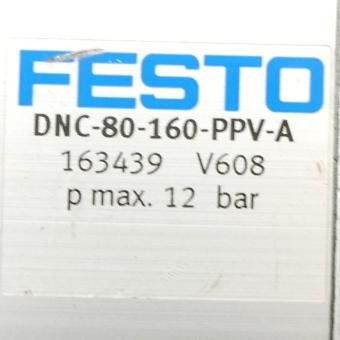 FESTO
DNC-80-160-PPV-A
163439 V608
p max. 12 bar